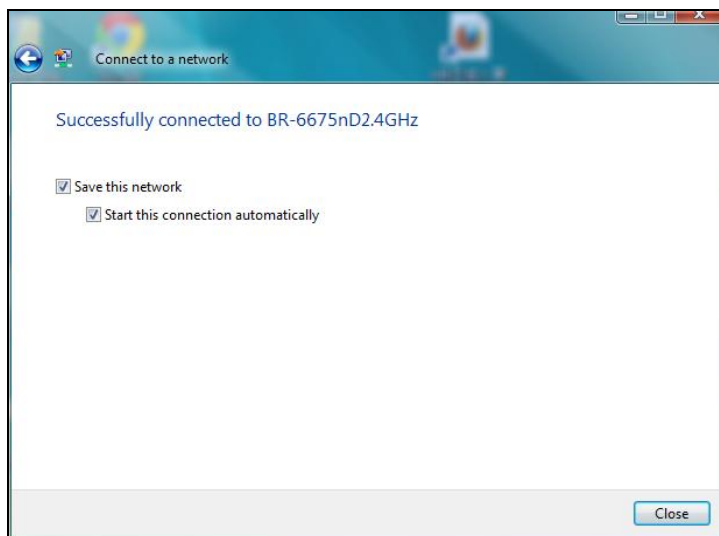 Connect to a network
Successfully connected to BR-6675nD2.4GHz
Save this network
Start this connection automatically
Close